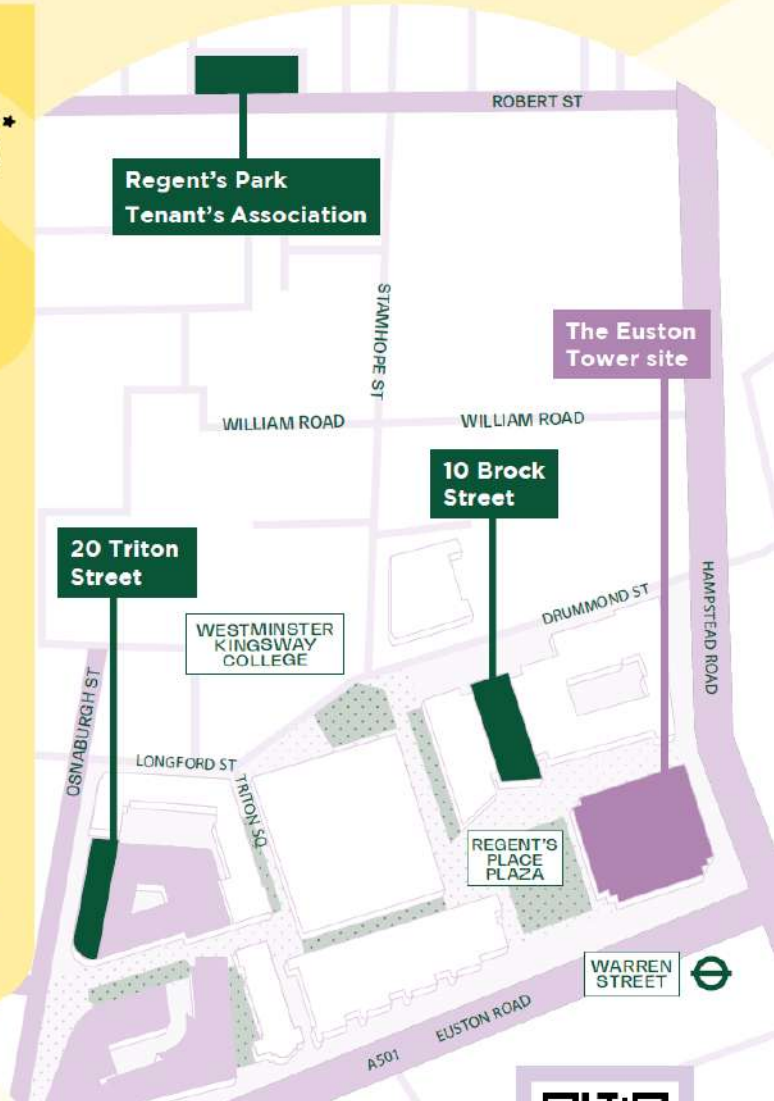 ROBERT ST
Regent's Park
Tenant's Association
STAMHOPE ST
The Euston
Tower site
WILLIAM ROAD
WILLIAM ROAD
10 Brock
Street
20 Triton
Street
HAMPSTEAD ROAD
DRUMMOND ST
WESTMINSTER
KINGSWAY
COLLEGE
OSNABURGH ST
LONGFORD ST
TRITON SQ
REGENT'S
PLACE
PLAZA
WARREN
STREET
EUSTON ROAD
A501